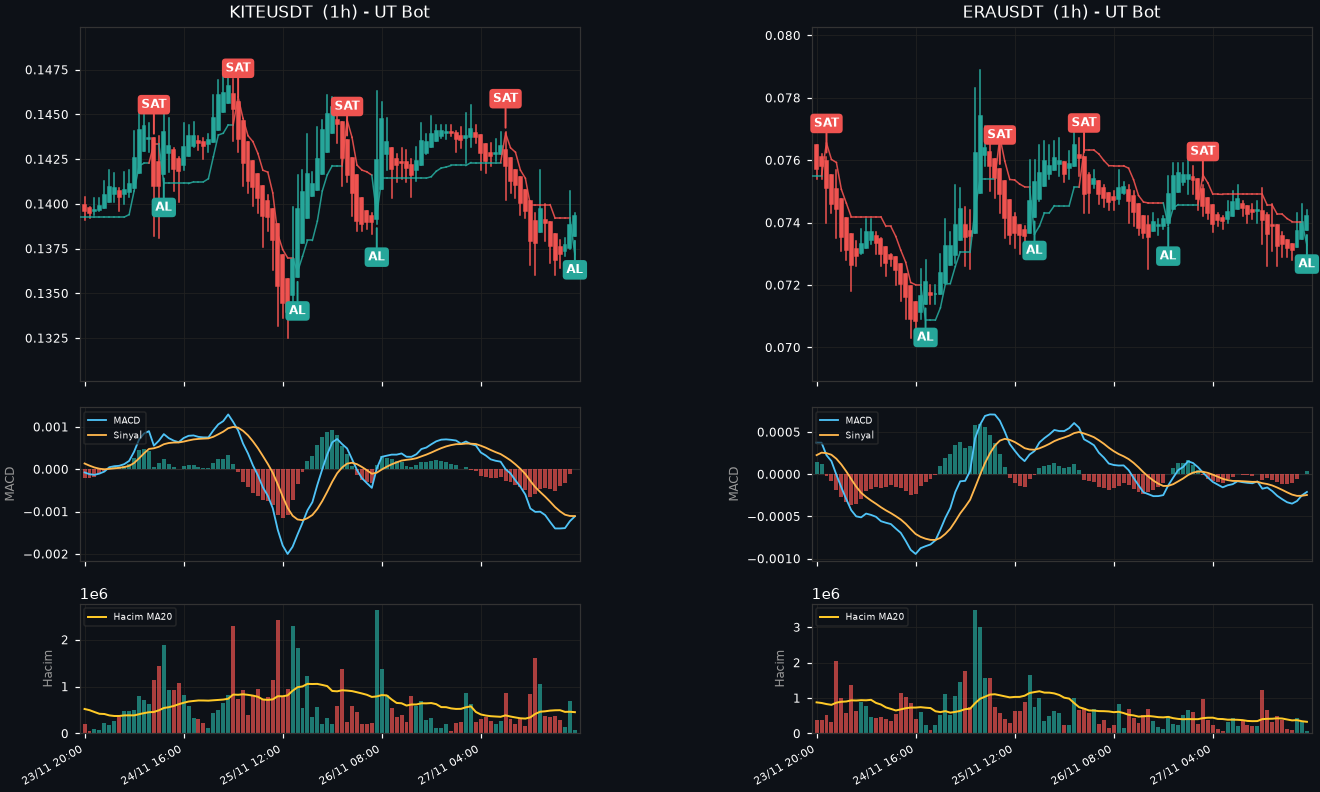 KITEUSDT (1h) - UT Bot
0.1475
0.1450
0.1425
0.1400
0.1375
0.1350
0.1325
SAT
SAT
SAT
SAT
AL
AL
AL
AL
MACD
Sinyal
0.001
0.000
−0.001
−0.002
MACD
1e6
Hacim MA20
2
1
0
Hacim
23/11 20:00
24/11 16:00
25/11 12:00
26/11 08:00
27/11 04:00
ERAUSDT (1h) - UT Bot
0.080
0.078
0.076
0.074
0.072
0.070
SAT
SAT
SAT
SAT
AL
AL
AL
AL
MACD
Sinyal
0.0005
0.0000
−0.0005
−0.0010
MACD
1e6
Hacim MA20
3
2
1
0
Hacim
23/11 20:00
24/11 16:00
25/11 12:00
26/11 08:00
27/11 04:00